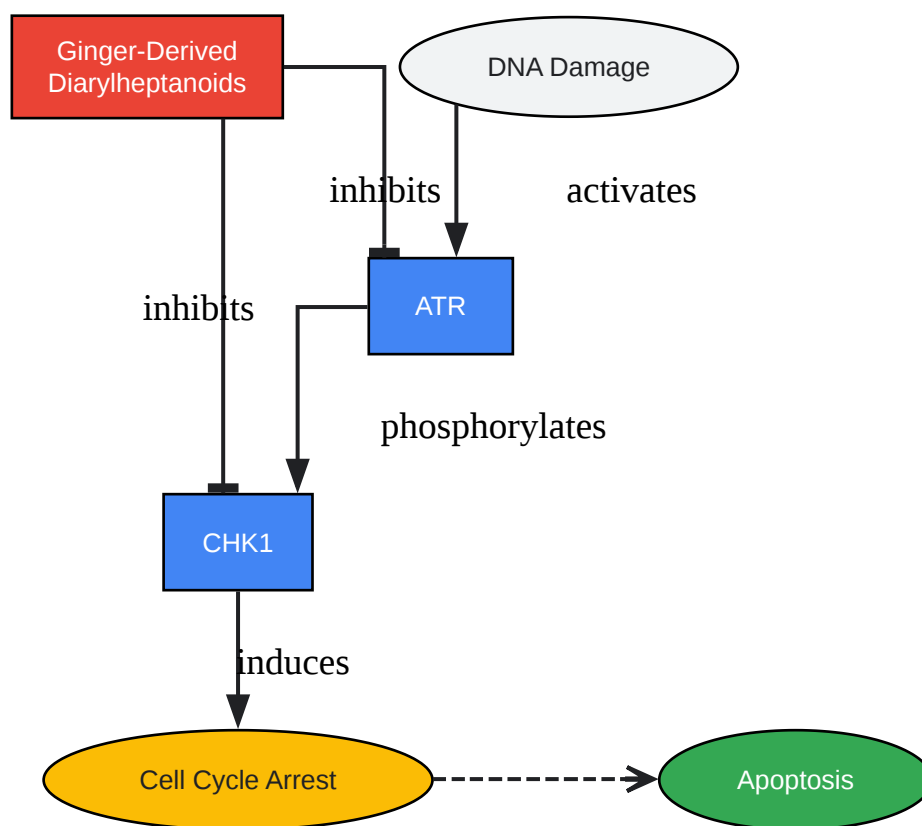 Ginger-Derived
Diarylheptanoids
DNA Damage
inhibits
activates
inhibits
ATR
phosphorylates
CHK1
induces
Cell Cycle Arrest
Apoptosis